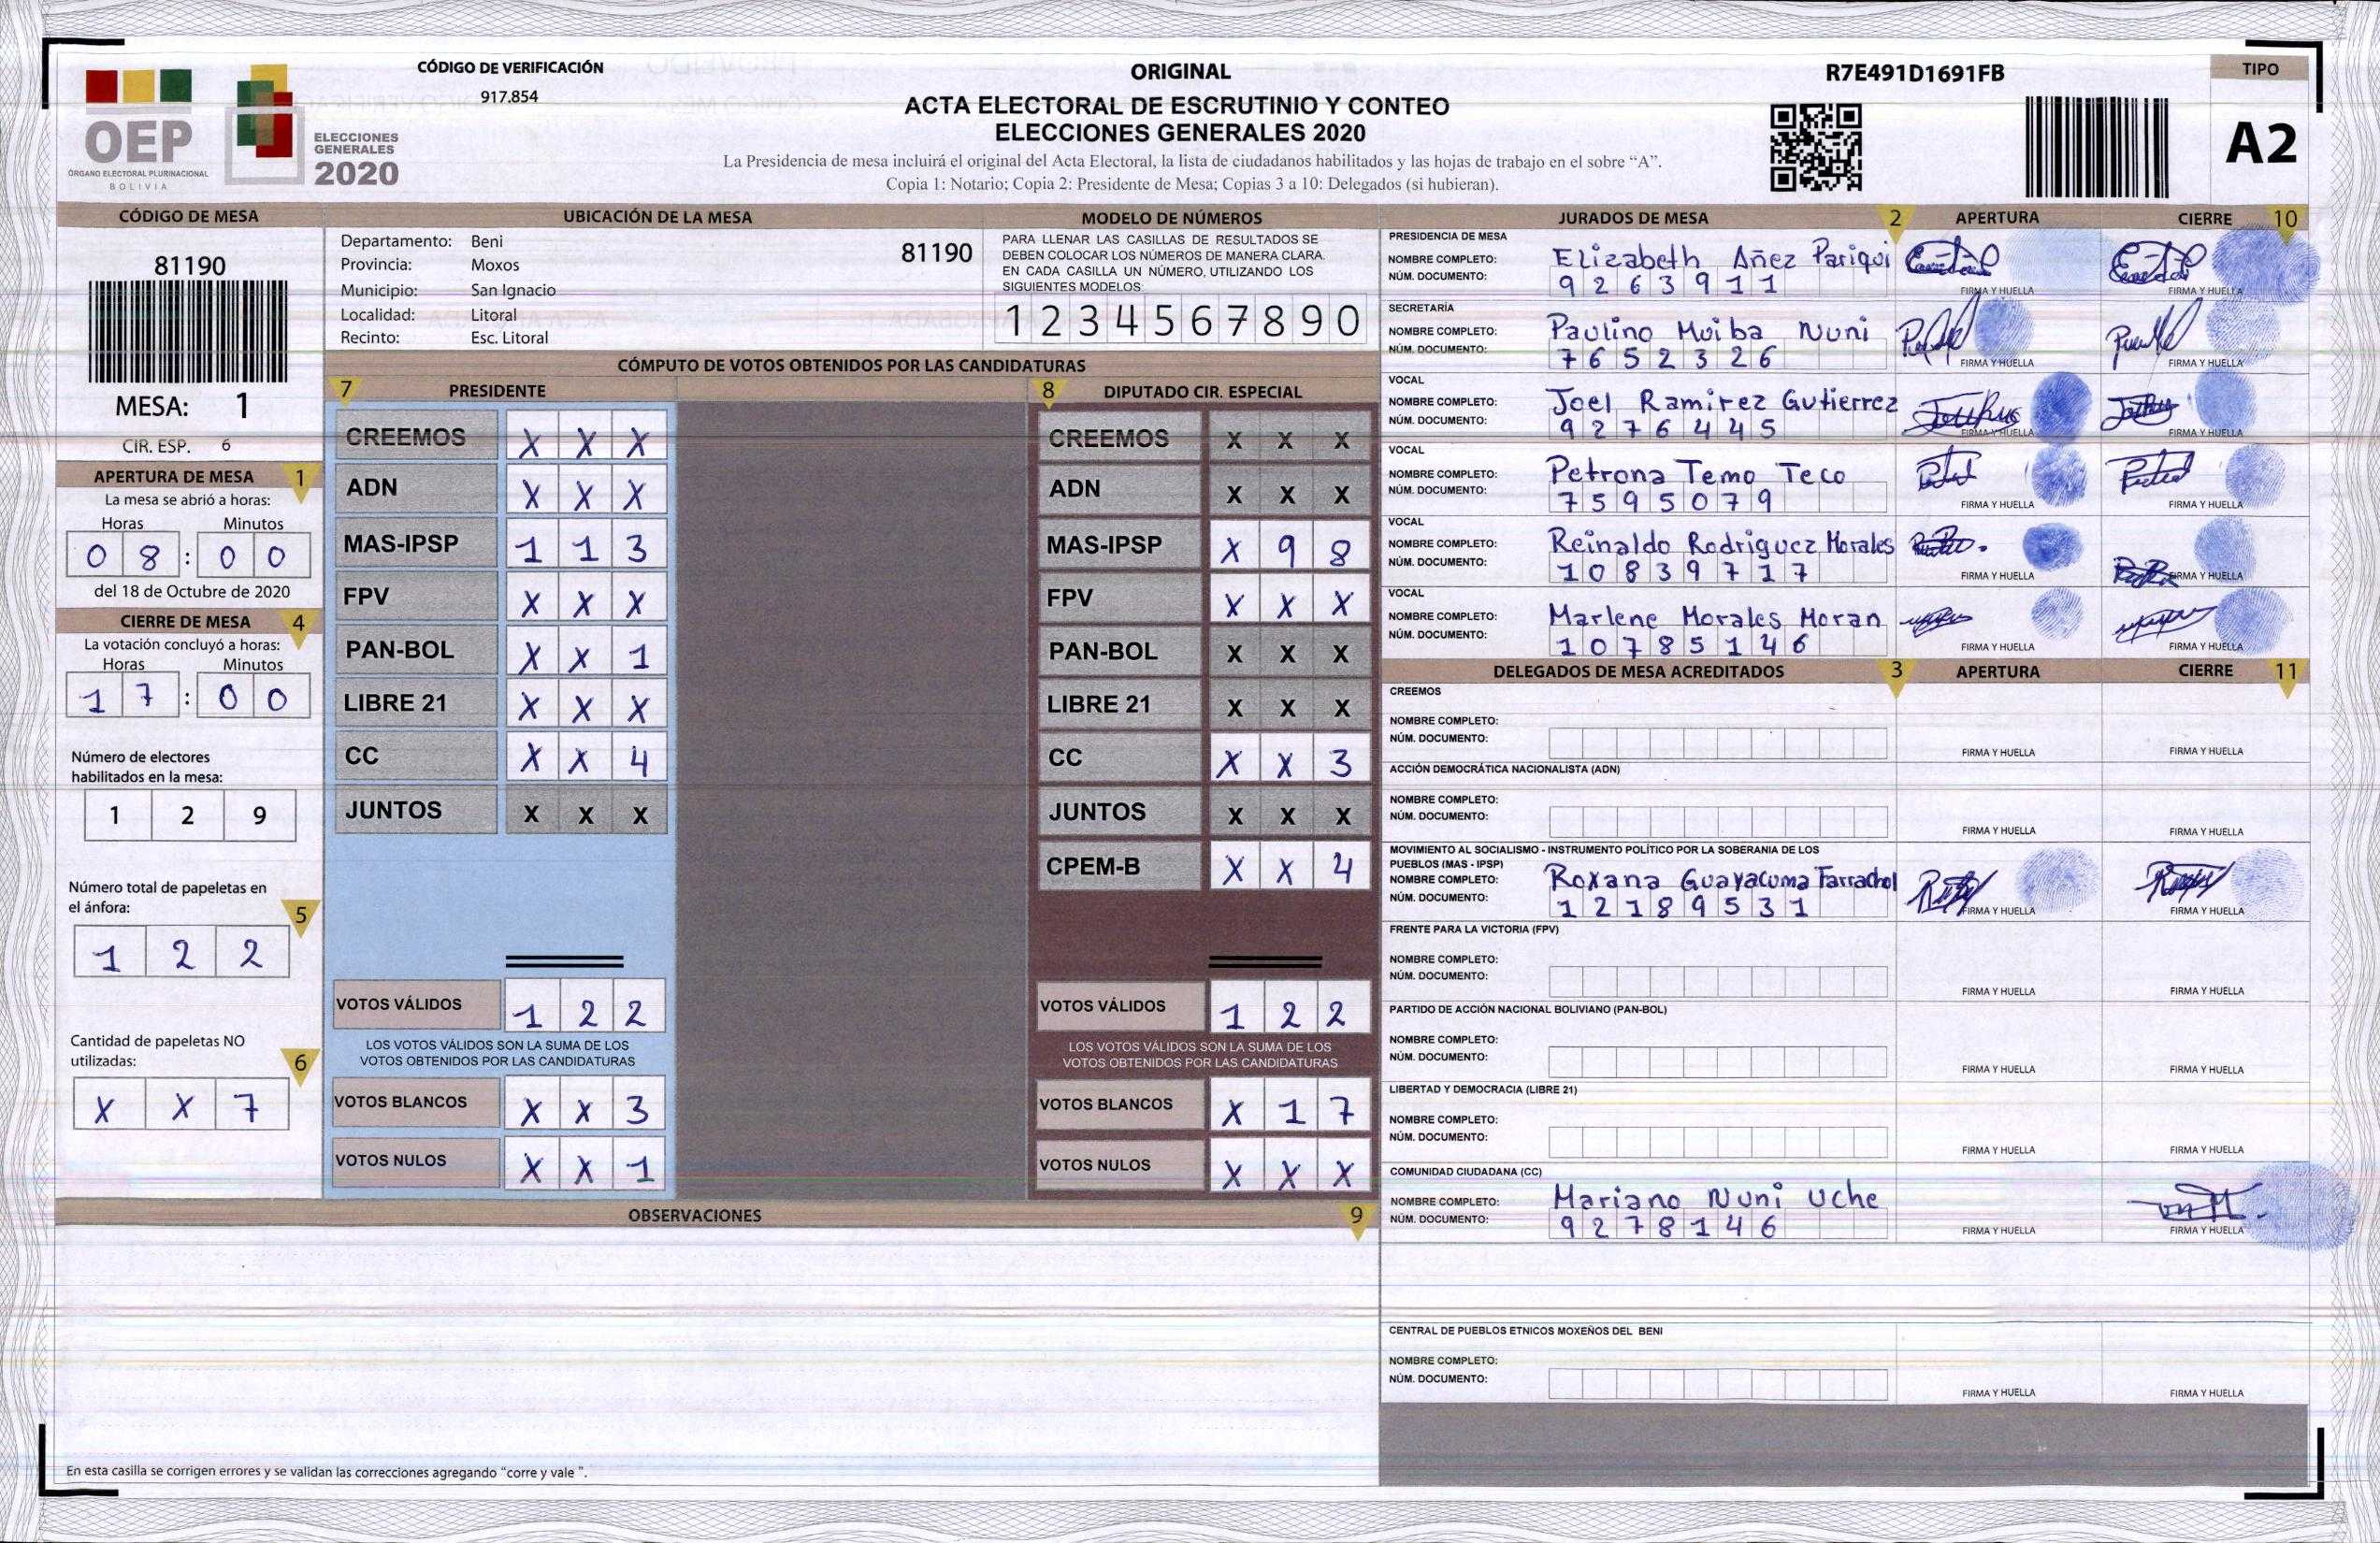 CÓDIGO DE VERIFICACIÓN
917.854
OEP
ÓRGANO ELECTORAL PLURINACIONAL
BOLIVIA
ELECCIONES
GENERALES
2020
ORIGINAL
ACTA ELECTORAL DE ESCRUTINIO Y CONTEO
ELECCIONES GENERALES 2020
La Presidencia de mesa incluirá el original del Acta Electoral, la lista de ciudadanos habilitados y las hojas de trabajo en el sobre “A”.
Copia 1: Notario; Copia 2: Presidente de Mesa; Copias 3 a 10: Delegados (si hubieran).
R7E491D1691FB
TIPO
A2
CÓDIGO DE MESA
81190
MESA: 1
CIR. ESP. 6
APERTURA DE MESA 1
La mesa se abrió a horas:
Horas Minutos
0 8 : 0 0
del 18 de Octubre de 2020
CIERRE DE MESA 4
La votación concluyó a horas:
Horas Minutos
1 7 : 0 0
Número de electores
habilitados en la mesa:
1 2 9
Número total de papeletas en
el ánfora: 5
1 2 2
Cantidad de papeletas NO
utilizadas: 6
X X 7
UBICACIÓN DE LA MESA
Departamento: Beni 81190
Provincia: Moxos
Municipio: San Ignacio
Localidad: Litoral
Recinto: Esc. Litoral
MODELO DE NÚMEROS
PARA LLENAR LAS CASILLAS DE RESULTADOS SE
DEBEN COLOCAR LOS NÚMEROS DE MANERA CLARA.
EN CADA CASILLA UN NÚMERO, UTILIZANDO LOS
SIGUIENTES MODELOS:
1 2 3 4 5 6 7 8 9 0
CÓMPUTO DE VOTOS OBTENIDOS POR LAS CANDIDATURAS
7 PRESIDENTE
CREEMOS X X X
ADN X X X
MAS-IPSP 1 1 3
FPV X X X
PAN-BOL X X 1
LIBRE 21 X X X
CC X X 4
JUNTOS X X X
VOTOS VÁLIDOS 1 2 2
LOS VOTOS VÁLIDOS SON LA SUMA DE LOS
VOTOS OBTENIDOS POR LAS CANDIDATURAS
VOTOS BLANCOS X X 3
VOTOS NULOS X X 1
8 DIPUTADO CIR. ESPECIAL
CREEMOS X X X
ADN X X X
MAS-IPSP X 9 8
FPV X X X
PAN-BOL X X X
LIBRE 21 X X X
CC X X 3
JUNTOS X X X
CPEM-B X X 4
VOTOS VÁLIDOS 1 2 2
LOS VOTOS VÁLIDOS SON LA SUMA DE LOS
VOTOS OBTENIDOS POR LAS CANDIDATURAS
VOTOS BLANCOS X 1 7
VOTOS NULOS X X X
OBSERVACIONES 9
En esta casilla se corrigen errores y se validan las correcciones agregando “corre y vale ”.
JURADOS DE MESA 2 APERTURA CIERRE 10
PRESIDENCIA DE MESA
NOMBRE COMPLETO: Elizabeth Añez Pariqui
NÚM. DOCUMENTO: 9263911
FIRMA Y HUELLA FIRMA Y HUELLA
SECRETARÍA
NOMBRE COMPLETO: Paulino Muiba Nuni
NÚM. DOCUMENTO: 7652326
FIRMA Y HUELLA FIRMA Y HUELLA
VOCAL
NOMBRE COMPLETO: Joel Ramirez Gutierrez
NÚM. DOCUMENTO: 9276445
FIRMA Y HUELLA FIRMA Y HUELLA
VOCAL
NOMBRE COMPLETO: Petrona Temo Teco
NÚM. DOCUMENTO: 7595079
FIRMA Y HUELLA FIRMA Y HUELLA
VOCAL
NOMBRE COMPLETO: Reinaldo Rodriguez Morales
NÚM. DOCUMENTO: 10839717
FIRMA Y HUELLA FIRMA Y HUELLA
VOCAL
NOMBRE COMPLETO: Marlene Morales Moran
NÚM. DOCUMENTO: 10785146
FIRMA Y HUELLA FIRMA Y HUELLA
DELEGADOS DE MESA ACREDITADOS 3 APERTURA CIERRE 11
CREEMOS
NOMBRE COMPLETO:
NÚM. DOCUMENTO:
FIRMA Y HUELLA FIRMA Y HUELLA
ACCIÓN DEMOCRÁTICA NACIONALISTA (ADN)
NOMBRE COMPLETO:
NÚM. DOCUMENTO:
FIRMA Y HUELLA FIRMA Y HUELLA
MOVIMIENTO AL SOCIALISMO - INSTRUMENTO POLÍTICO POR LA SOBERANIA DE LOS
PUEBLOS (MAS - IPSP)
NOMBRE COMPLETO: Roxana Guayacuma Farrachol
NÚM. DOCUMENTO: 12189531
FIRMA Y HUELLA FIRMA Y HUELLA
FRENTE PARA LA VICTORIA (FPV)
NOMBRE COMPLETO:
NÚM. DOCUMENTO:
FIRMA Y HUELLA FIRMA Y HUELLA
PARTIDO DE ACCIÓN NACIONAL BOLIVIANO (PAN-BOL)
NOMBRE COMPLETO:
NÚM. DOCUMENTO:
FIRMA Y HUELLA FIRMA Y HUELLA
LIBERTAD Y DEMOCRACIA (LIBRE 21)
NOMBRE COMPLETO:
NÚM. DOCUMENTO:
FIRMA Y HUELLA FIRMA Y HUELLA
COMUNIDAD CIUDADANA (CC)
NOMBRE COMPLETO: Mariano Nuni Uche
NÚM. DOCUMENTO: 9278146
FIRMA Y HUELLA FIRMA Y HUELLA
CENTRAL DE PUEBLOS ETNICOS MOXEÑOS DEL BENI
NOMBRE COMPLETO:
NÚM. DOCUMENTO:
FIRMA Y HUELLA FIRMA Y HUELLA